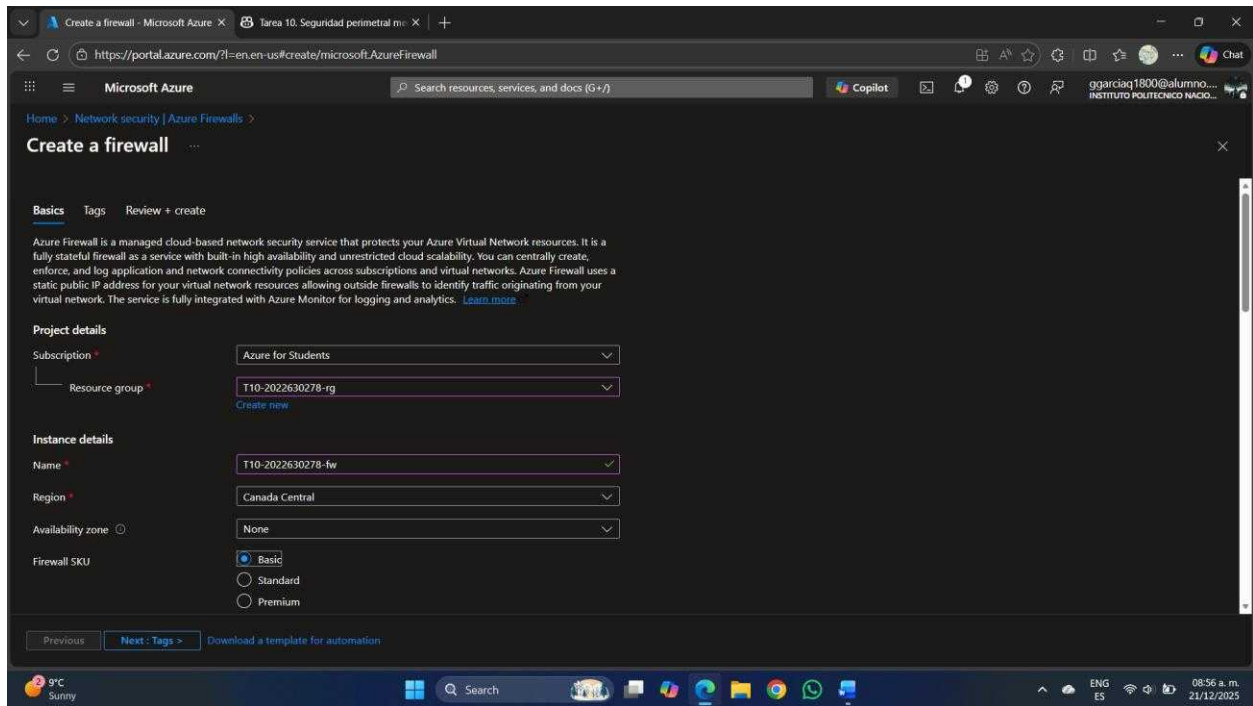 Create a firewall - Microsoft Azure
Tarea 10. Seguridad perimetral m
https://portal.azure.com/?l=en.en-us#create/microsoft.AzureFirewall
Chat
Microsoft Azure
Search resources, services, and docs (G+/)
Copilot
1
ggarciaq1800@alumno....
INSTITUTO POLITECNICO NACIO...
Home > Network security | Azure Firewalls >
Create a firewall ...
Basics Tags Review + create
Azure Firewall is a managed cloud-based network security service that protects your Azure Virtual Network resources. It is a
fully stateful firewall as a service with built-in high availability and unrestricted cloud scalability. You can centrally create,
enforce, and log application and network connectivity policies across subscriptions and virtual networks. Azure Firewall uses a
static public IP address for your virtual network resources allowing outside firewalls to identify traffic originating from your
virtual network. The service is fully integrated with Azure Monitor for logging and analytics. Learn more
Project details
Subscription * Azure for Students
Resource group * T10-2022630278-rg
Create new
Instance details
Name * T10-2022630278-fw
Region * Canada Central
Availability zone None
Firewall SKU Basic
Standard
Premium
Previous Next : Tags > Download a template for automation
2 9°C
Sunny
Search
ENG
ES
08:56 a. m.
21/12/2025